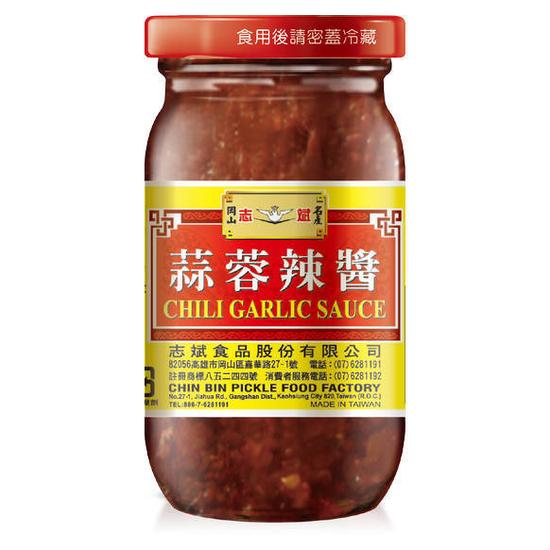 食用後請密蓋冷藏
岡山 志 斌 名產
蒜蓉辣醬
CHILI GARLIC SAUCE
志斌食品股份有限公司
82056高雄市岡山區嘉華路27-1號 電話:(07)6281191
註冊商標八五二四四號 消費者服務電話:(07)6281192
CHIN BIN PICKLE FOOD FACTORY
No.27-1, Jiahua Rd., Gangshan Dist., Kaohsiung City 820,Taiwan (R.O.C.)
TEL:886-7-6281191
MADE IN TAIWAN